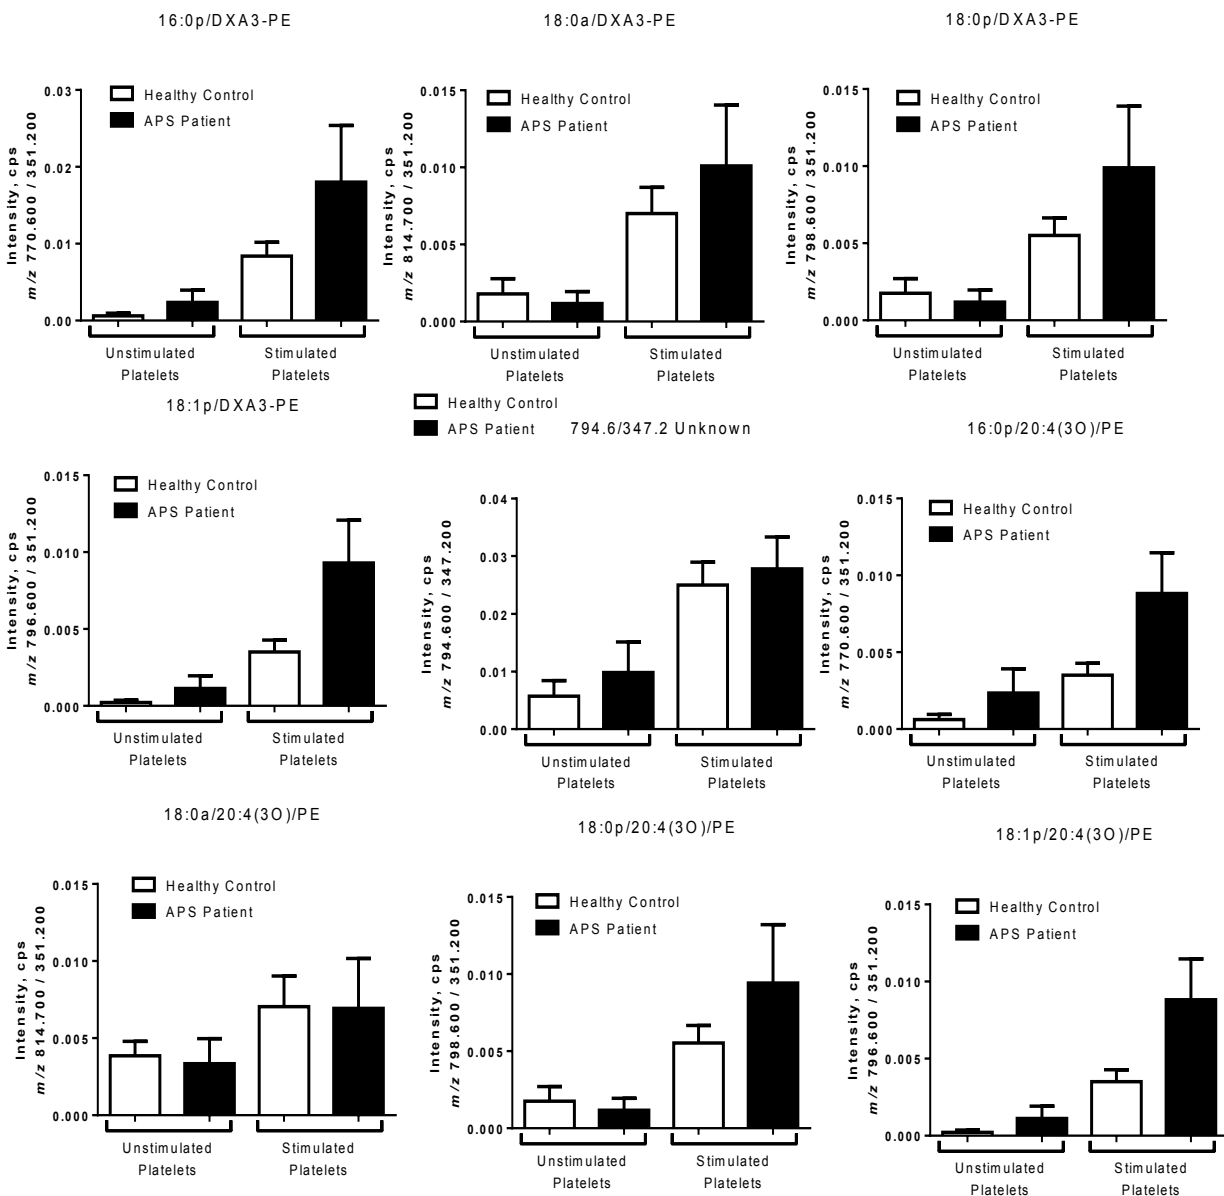 16:0p/DXA3-PE
Intensity, cps
m/z 770.600 / 351.200
0.03
0.02
0.01
0.00
Healthy Control
APS Patient
Unstimulated
Platelets
Stimulated
Platelets
18:0a/DXA3-PE
Intensity, cps
m/z 814.700 / 351.200
0.015
0.010
0.005
0.000
Healthy Control
APS Patient
Unstimulated
Platelets
Stimulated
Platelets
18:0p/DXA3-PE
Intensity, cps
m/z 798.600 / 351.200
0.015
0.010
0.005
0.000
Healthy Control
APS Patient
Unstimulated
Platelets
Stimulated
Platelets
18:1p/DXA3-PE
Intensity, cps
m/z 796.600 / 351.200
0.015
0.010
0.005
0.000
Healthy Control
APS Patient
Unstimulated
Platelets
Stimulated
Platelets
Healthy Control
APS Patient
794.6/347.2 Unknown
Intensity, cps
m/z 794.600 / 347.200
0.04
0.03
0.02
0.01
0.00
Unstimulated
Platelets
Stimulated
Platelets
16:0p/20:4(3O)/PE
Intensity, cps
m/z 770.600 / 351.200
0.015
0.010
0.005
0.000
Healthy Control
APS Patient
Unstimulated
Platelets
Stimulated
Platelets
18:0a/20:4(3O)/PE
Intensity, cps
m/z 814.700 / 351.200
0.015
0.010
0.005
0.000
Healthy Control
APS Patient
Unstimulated
Platelets
Stimulated
Platelets
18:0p/20:4(3O)/PE
Intensity, cps
m/z 798.600 / 351.200
0.015
0.010
0.005
0.000
Healthy Control
APS Patient
Unstimulated
Platelets
Stimulated
Platelets
18:1p/20:4(3O)/PE
Intensity, cps
m/z 796.600 / 351.200
0.015
0.010
0.005
0.000
Healthy Control
APS Patient
Unstimulated
Platelets
Stimulated
Platelets